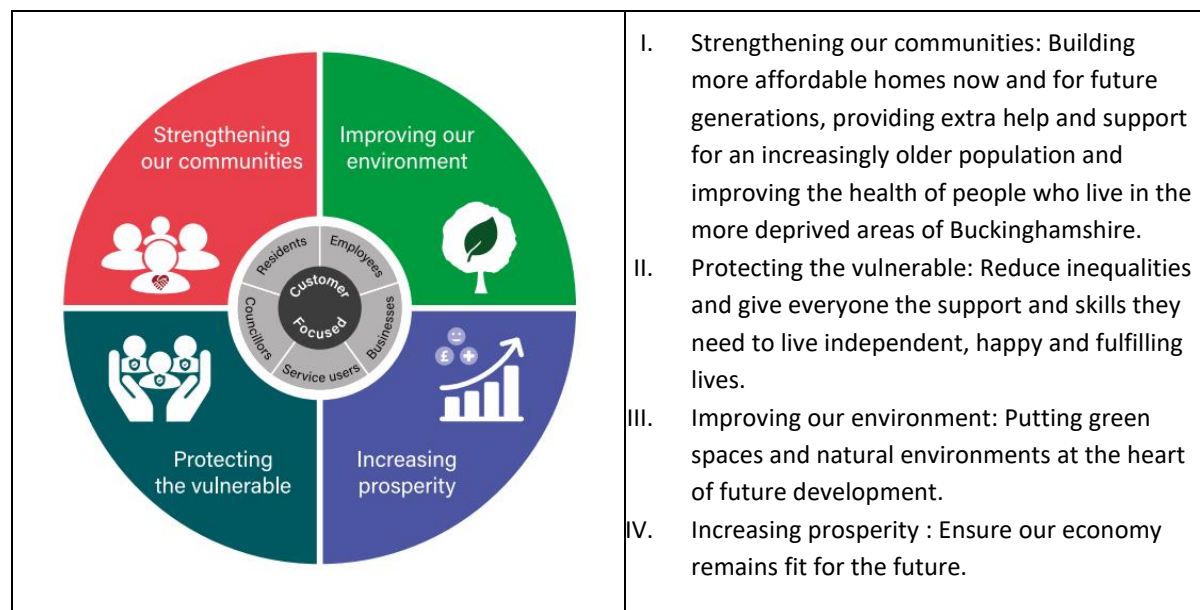 Strengthening
our communities
Improving our
environment
Residents
Employees
Councillors
Businesses
Service users
Customer
Focused
£
Protecting
the vulnerable
Increasing
prosperity
I. Strengthening our communities: Building
more affordable homes now and for future
generations, providing extra help and support
for an increasingly older population and
improving the health of people who live in the
more deprived areas of Buckinghamshire.
II. Protecting the vulnerable: Reduce inequalities
and give everyone the support and skills they
need to live independent, happy and fulfilling
lives.
III. Improving our environment: Putting green
spaces and natural environments at the heart
of future development.
IV. Increasing prosperity : Ensure our economy
remains fit for the future.